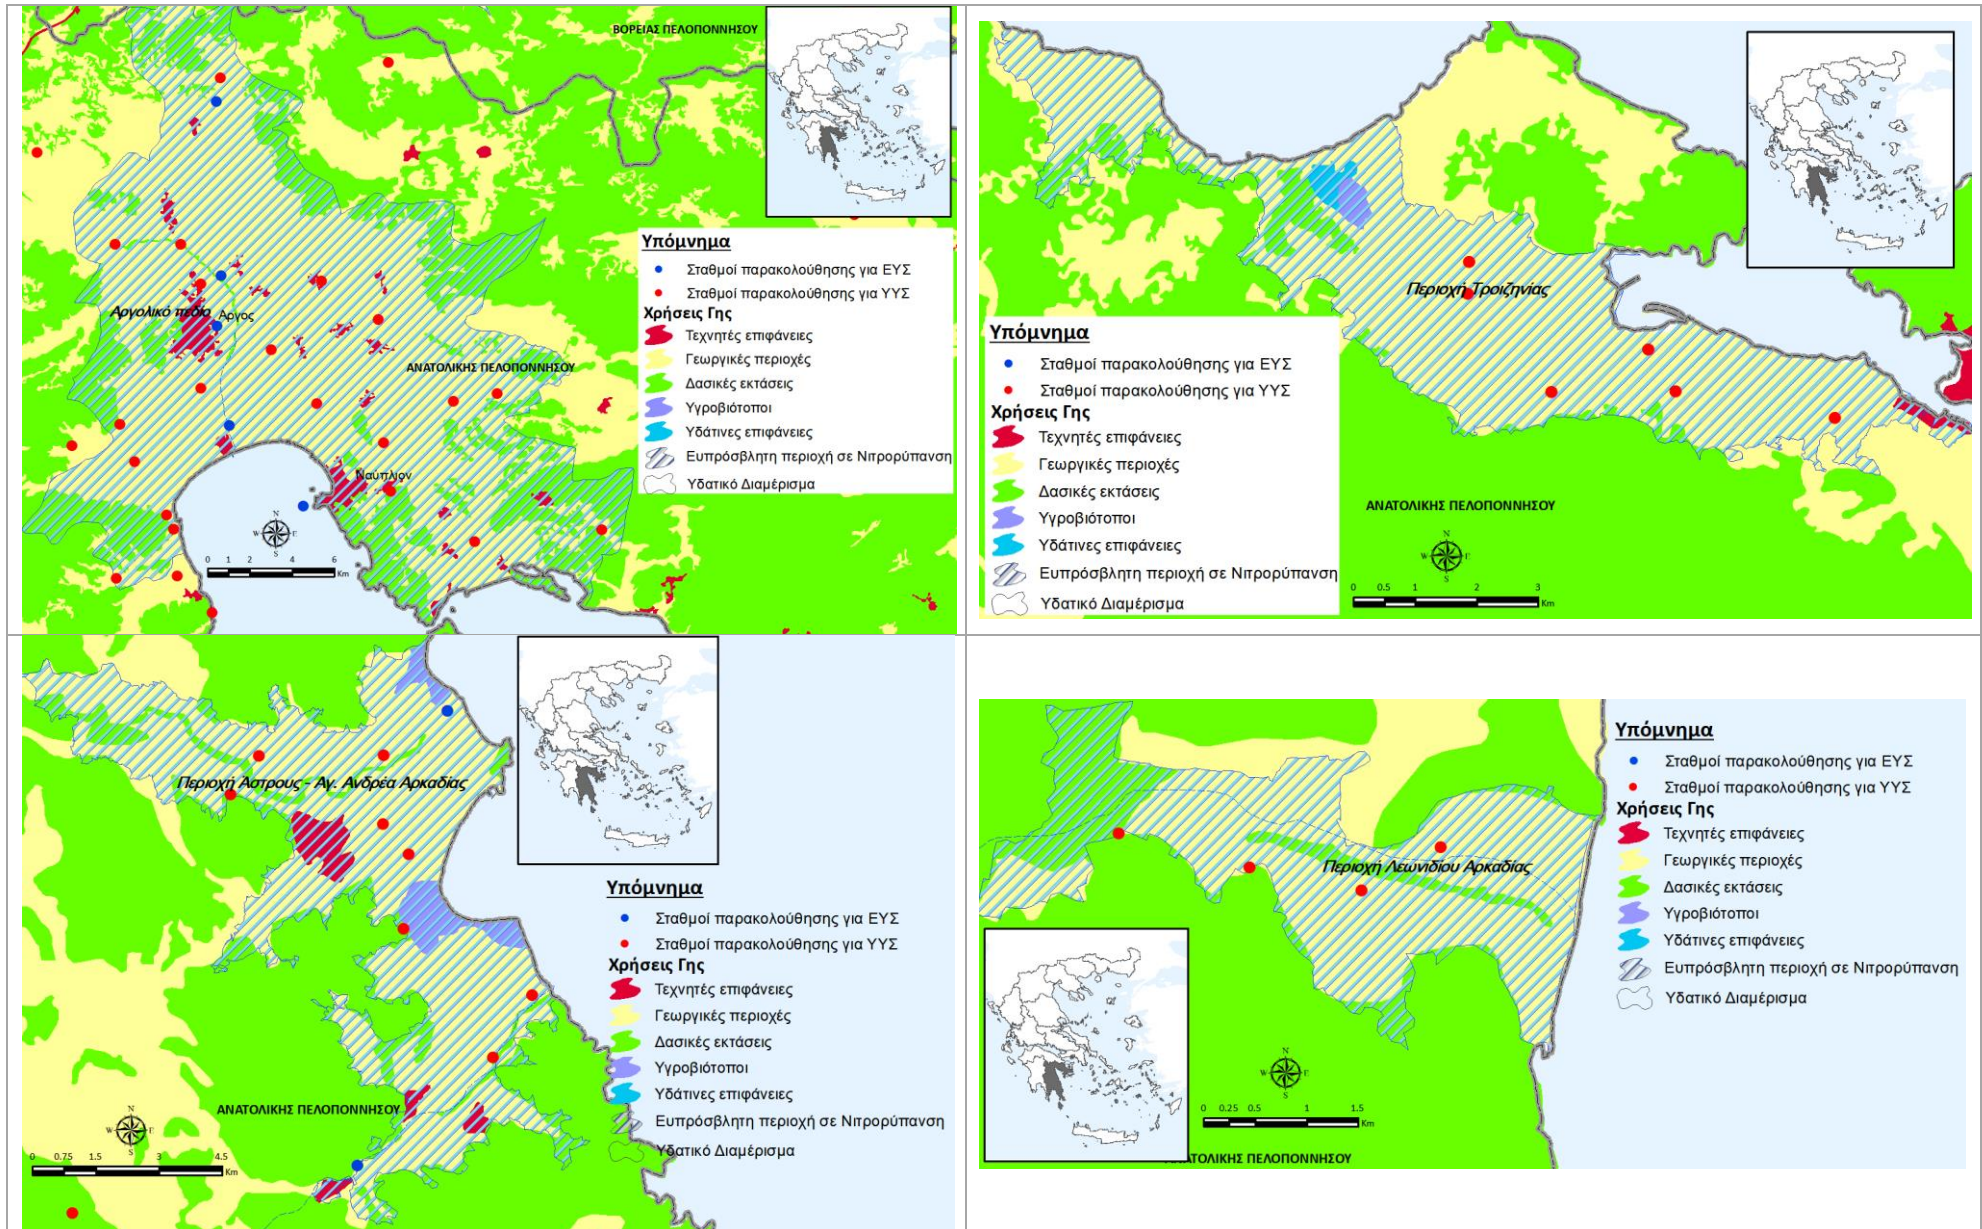 ΒΟΡΕΙΑΣ ΠΕΛΟΠΟΝΝΗΣΟΥ
Υπόμνημα
Σταθμοί παρακολούθησης για ΕΥΣ
Σταθμοί παρακολούθησης για ΥΥΣ
Χρήσεις Γης
Τεχνητές επιφάνειες
Γεωργικές περιοχές
Δασικές εκτάσεις
Υγροβιότοποι
Υδάτινες επιφάνειες
Ευπρόσβλητη περιοχή σε Νιτρορύπανση
Υδατικό Διαμέρισμα
Αργολικό πεδίο
Άργος
ΑΝΑΤΟΛΙΚΗΣ ΠΕΛΟΠΟΝΝΗΣΟΥ
Ναύπλιον
N
W
S
0 1 2 4 6
Km
Περιοχή Τροιζηνίας
Υπόμνημα
Σταθμοί παρακολούθησης για ΕΥΣ
Σταθμοί παρακολούθησης για ΥΥΣ
Χρήσεις Γης
Τεχνητές επιφάνειες
Γεωργικές περιοχές
Δασικές εκτάσεις
Υγροβιότοποι
Υδάτινες επιφάνειες
Ευπρόσβλητη περιοχή σε Νιτρορύπανση
Υδατικό Διαμέρισμα
ΑΝΑΤΟΛΙΚΗΣ ΠΕΛΟΠΟΝΝΗΣΟΥ
N
W
S
0 0.5 1 2 3
Km
Περιοχή Άστρους - Αγ. Ανδρέα Αρκαδίας
Υπόμνημα
Σταθμοί παρακολούθησης για ΕΥΣ
Σταθμοί παρακολούθησης για ΥΥΣ
Χρήσεις Γης
Τεχνητές επιφάνειες
Γεωργικές περιοχές
Δασικές εκτάσεις
Υγροβιότοποι
Υδάτινες επιφάνειες
Ευπρόσβλητη περιοχή σε Νιτρορύπανση
Υδατικό Διαμέρισμα
ΑΝΑΤΟΛΙΚΗΣ ΠΕΛΟΠΟΝΝΗΣΟΥ
N
W
S
0 0.75 1.5 3 4.5
Km
Υπόμνημα
Σταθμοί παρακολούθησης για ΕΥΣ
Σταθμοί παρακολούθησης για ΥΥΣ
Χρήσεις Γης
Τεχνητές επιφάνειες
Γεωργικές περιοχές
Δασικές εκτάσεις
Υγροβιότοποι
Υδάτινες επιφάνειες
Ευπρόσβλητη περιοχή σε Νιτρορύπανση
Υδατικό Διαμέρισμα
Περιοχή Λεωνιδίου Αρκαδίας
N
W
S
0 0.25 0.5 1 1.5
Km
ΠΕΛΟΠΟΝΝΗΣΟΥ